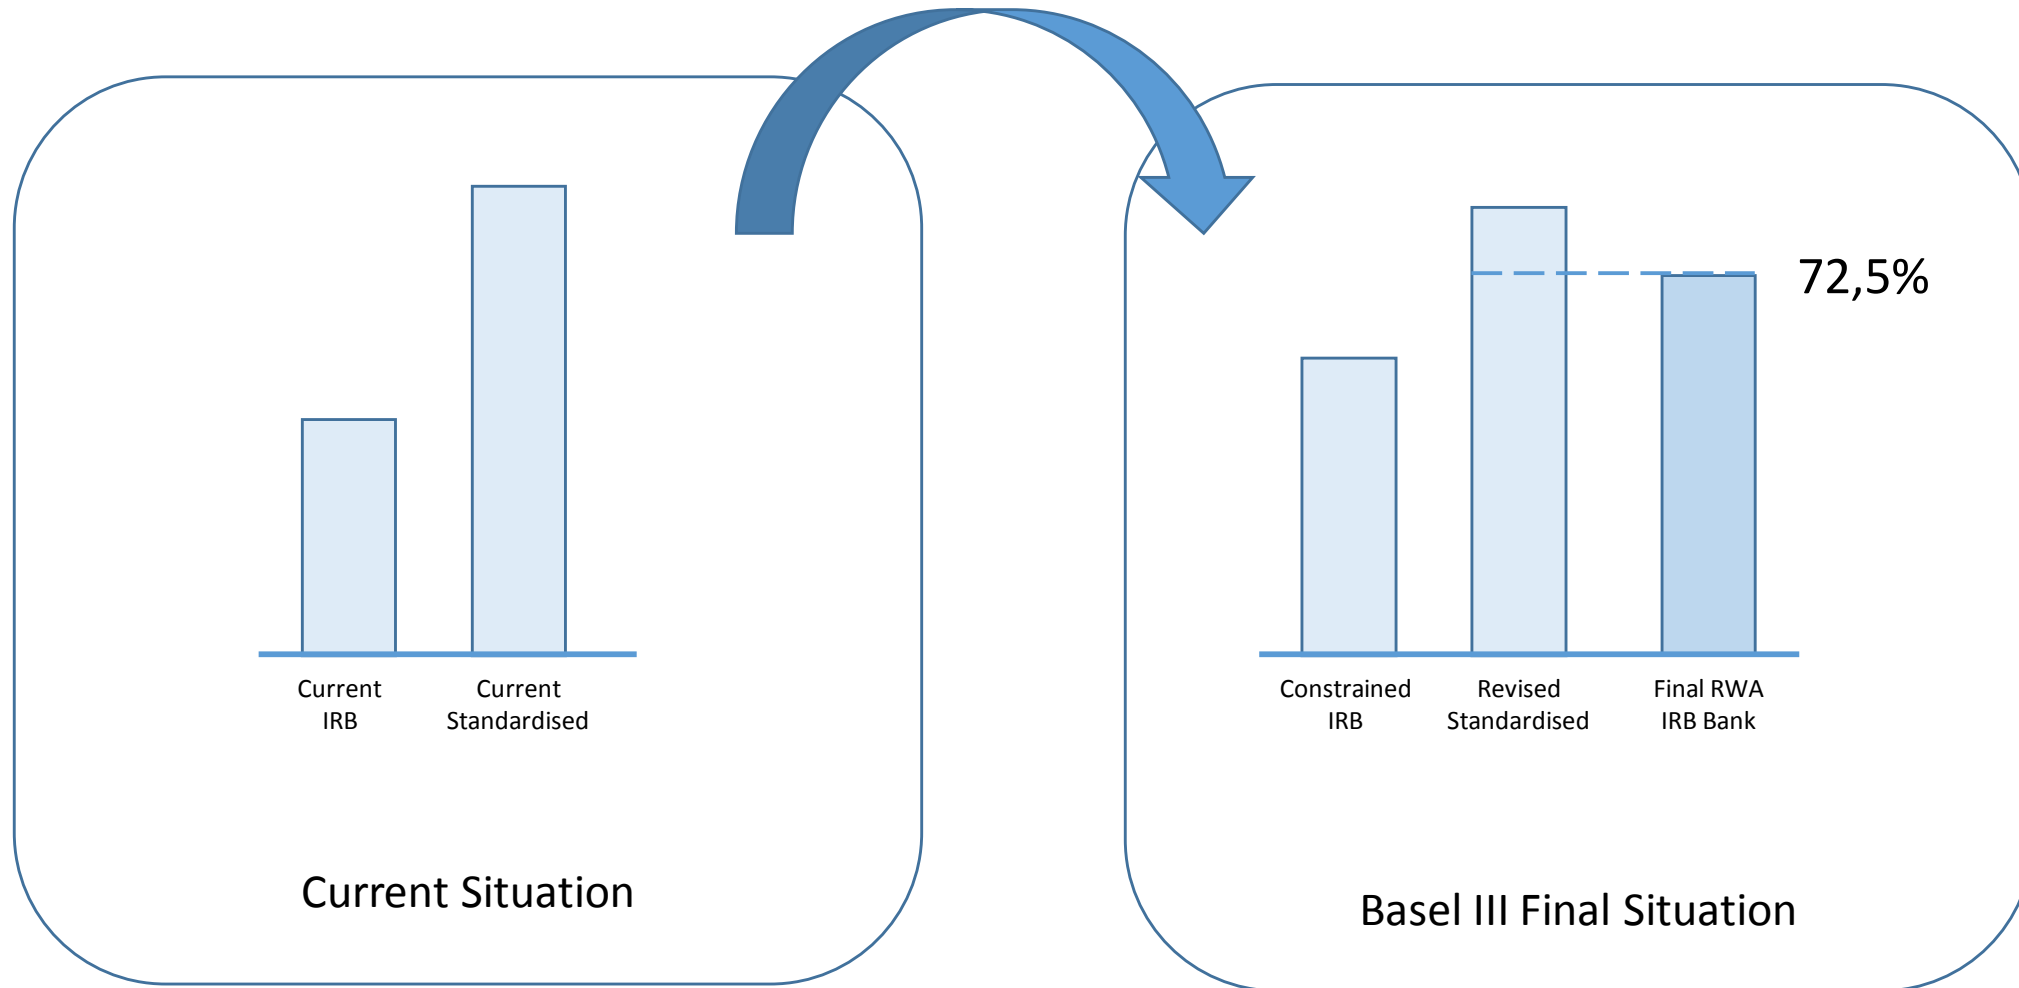 Current
IRB
Current
Standardised
Current Situation
72,5%
Constrained
IRB
Revised
Standardised
Final RWA
IRB Bank
Basel III Final Situation